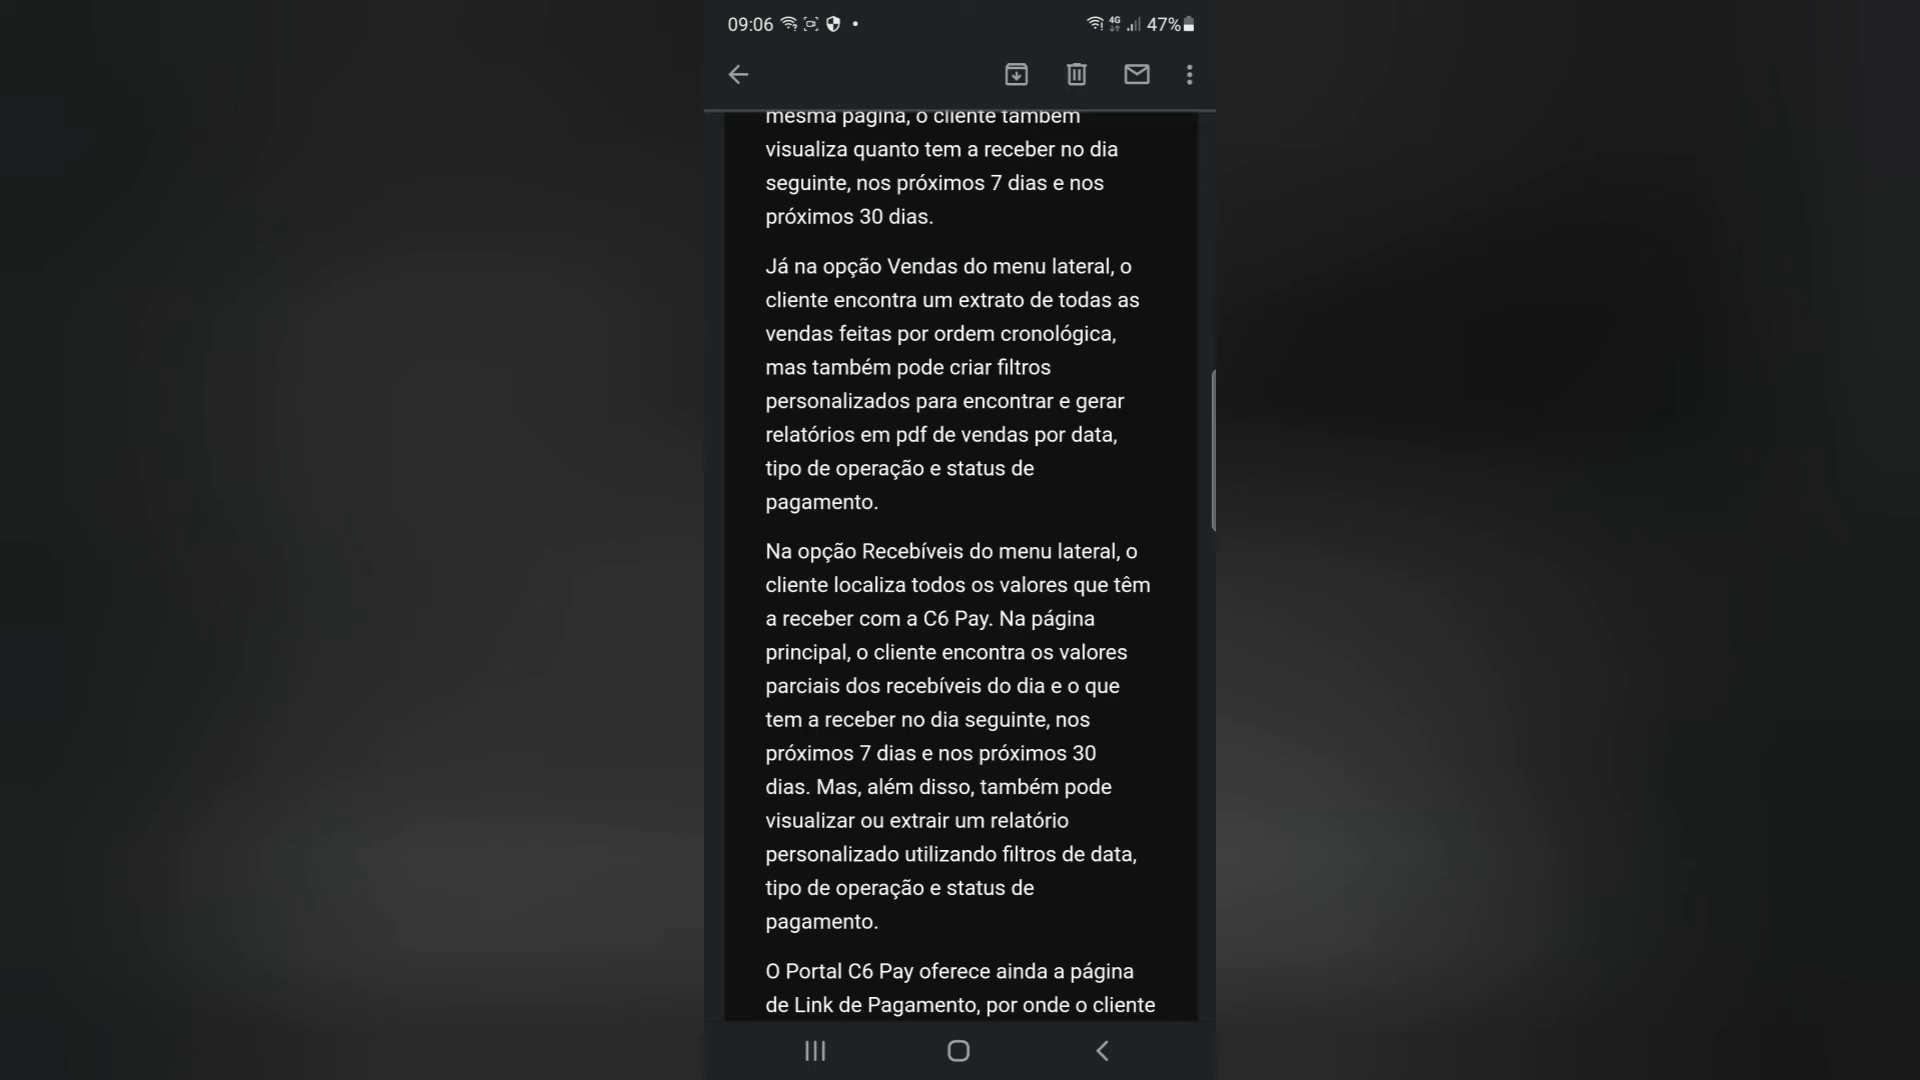 09:06
4G
47%
mesma página, o cliente também
visualiza quanto tem a receber no dia
seguinte, nos próximos 7 dias e nos
próximos 30 dias.
Já na opção Vendas do menu lateral, o
cliente encontra um extrato de todas as
vendas feitas por ordem cronológica,
mas também pode criar filtros
personalizados para encontrar e gerar
relatórios em pdf de vendas por data,
tipo de operação e status de
pagamento.
Na opção Recebíveis do menu lateral, o
cliente localiza todos os valores que têm
a receber com a C6 Pay. Na página
principal, o cliente encontra os valores
parciais dos recebíveis do dia e o que
tem a receber no dia seguinte, nos
próximos 7 dias e nos próximos 30
dias. Mas, além disso, também pode
visualizar ou extrair um relatório
personalizado utilizando filtros de data,
tipo de operação e status de
pagamento.
O Portal C6 Pay oferece ainda a página
de Link de Pagamento, por onde o cliente